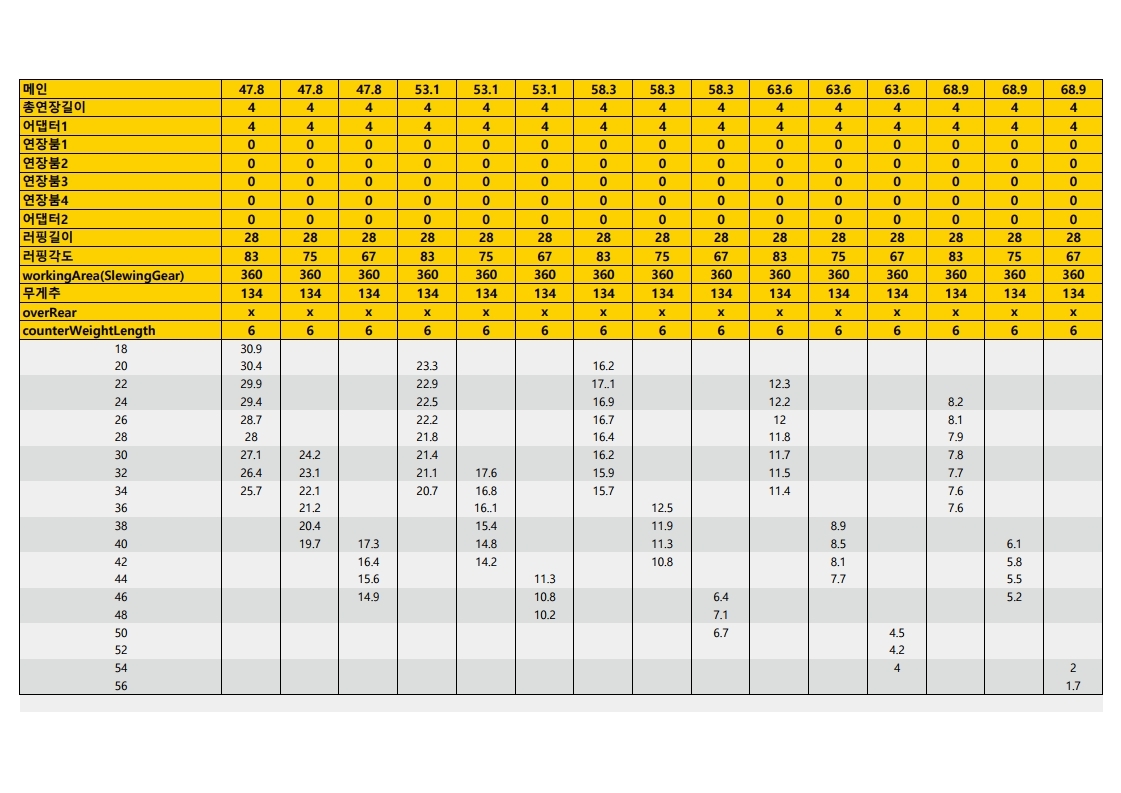 메인 47.8 47.8 47.8 53.1 53.1 53.1 58.3 58.3 58.3 63.6 63.6 63.6 68.9 68.9 68.9
총연장길이 4 4 4 4 4 4 4 4 4 4 4 4 4 4 4
어댑터1 4 4 4 4 4 4 4 4 4 4 4 4 4 4 4
연장붐1 0 0 0 0 0 0 0 0 0 0 0 0 0 0 0
연장붐2 0 0 0 0 0 0 0 0 0 0 0 0 0 0 0
연장붐3 0 0 0 0 0 0 0 0 0 0 0 0 0 0 0
연장붐4 0 0 0 0 0 0 0 0 0 0 0 0 0 0 0
어댑터2 0 0 0 0 0 0 0 0 0 0 0 0 0 0 0
러핑길이 28 28 28 28 28 28 28 28 28 28 28 28 28 28 28
러핑각도 83 75 67 83 75 67 83 75 67 83 75 67 83 75 67
workingArea(SlewingGear) 360 360 360 360 360 360 360 360 360 360 360 360 360 360 360
무게추 134 134 134 134 134 134 134 134 134 134 134 134 134 134 134
overRear x x x x x x x x x x x x x x x
counterWeightLength 6 6 6 6 6 6 6 6 6 6 6 6 6 6 6
18 30.9
20 30.4 23.3 16.2
22 29.9 22.9 17..1 12.3
24 29.4 22.5 16.9 12.2 8.2
26 28.7 22.2 16.7 12 8.1
28 28 21.8 16.4 11.8 7.9
30 27.1 24.2 21.4 16.2 11.7 7.8
32 26.4 23.1 21.1 17.6 15.9 11.5 7.7
34 25.7 22.1 20.7 16.8 15.7 11.4 7.6
36 21.2 16..1 12.5 7.6
38 20.4 15.4 11.9 8.9
40 19.7 17.3 14.8 11.3 8.5 6.1
42 16.4 14.2 10.8 8.1 5.8
44 15.6 11.3 7.7 5.5
46 14.9 10.8 6.4 5.2
48 10.2 7.1
50 6.7 4.5
52 4.2
54 4 2
56 1.7